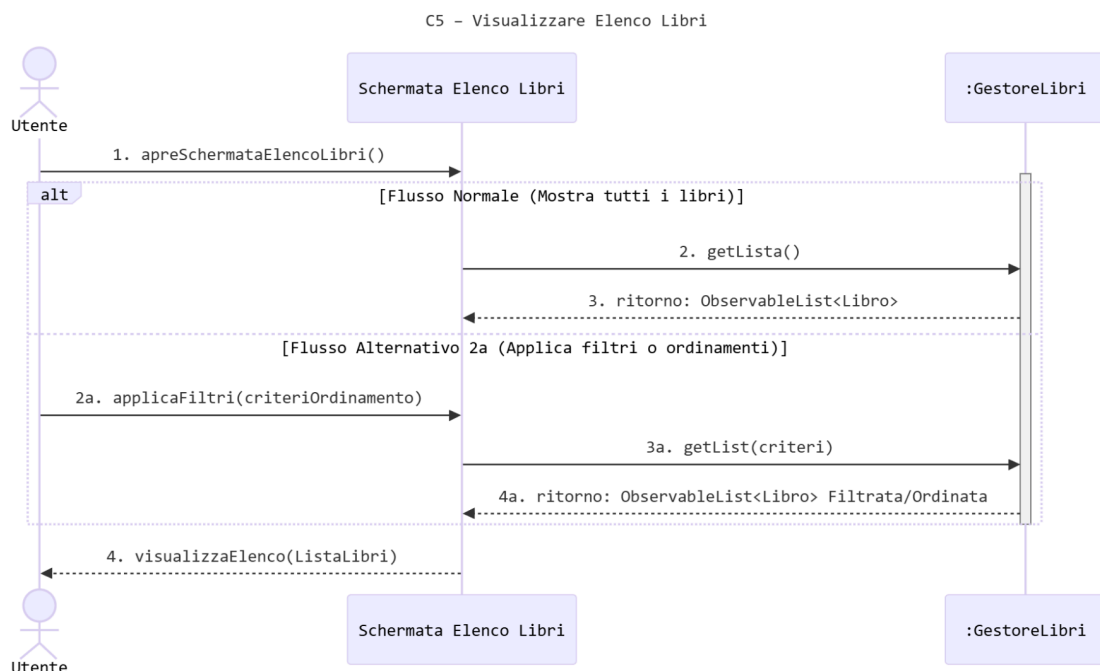 C5 – Visualizzare Elenco Libri
Schermata Elenco Libri
:GestoreLibri
Utente
1. apreSchermataElencoLibri()
alt
[Flusso Normale (Mostra tutti i libri)]
2. getLista()
3. ritorno: ObservableList<Libro>
[Flusso Alternativo 2a (Applica filtri o ordinamenti)]
2a. applicaFiltri(criteriOrdinamento)
3a. getList(criteri)
4a. ritorno: ObservableList<Libro> Filtrata/Ordinata
4. visualizzaElenco(ListaLibri)
Schermata Elenco Libri
:GestoreLibri
Utente